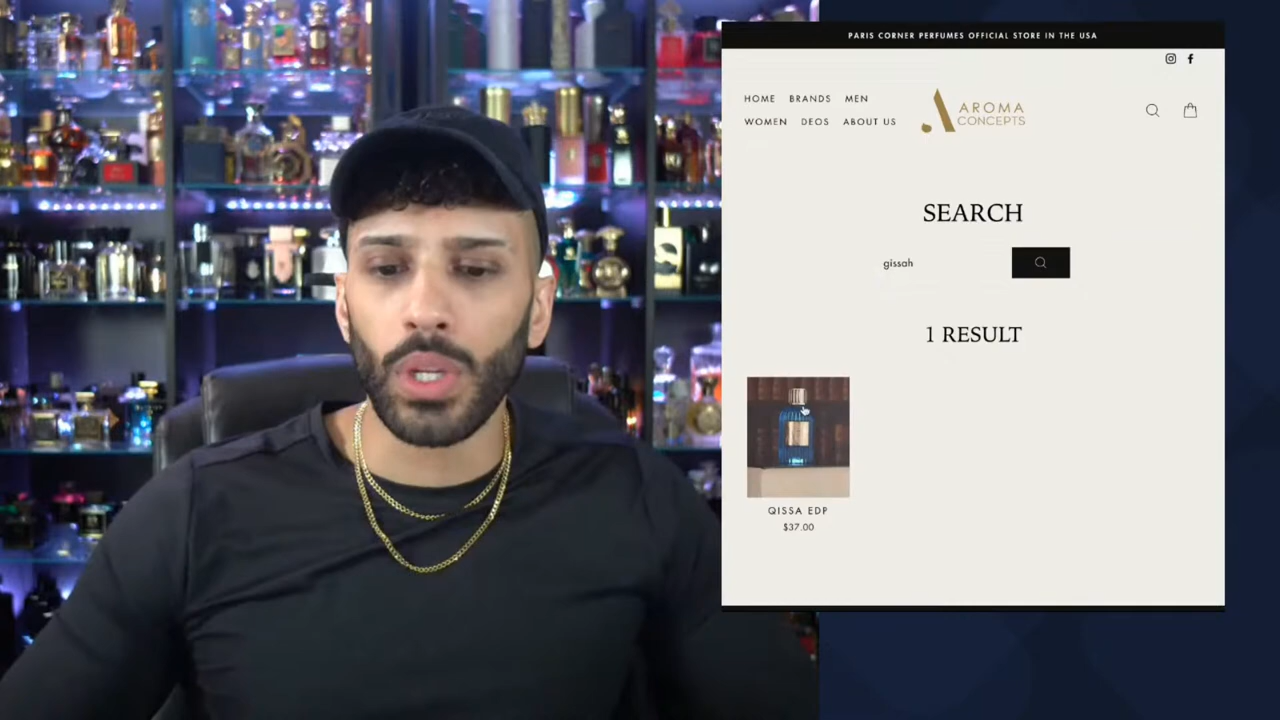 PARIS CORNER PERFUMES OFFICIAL STORE IN THE USA
HOME BRANDS MEN
WOMEN DEOS ABOUT US
AROMA
CONCEPTS
SEARCH
gissah
1 RESULT
QISSA EDP
$37.00